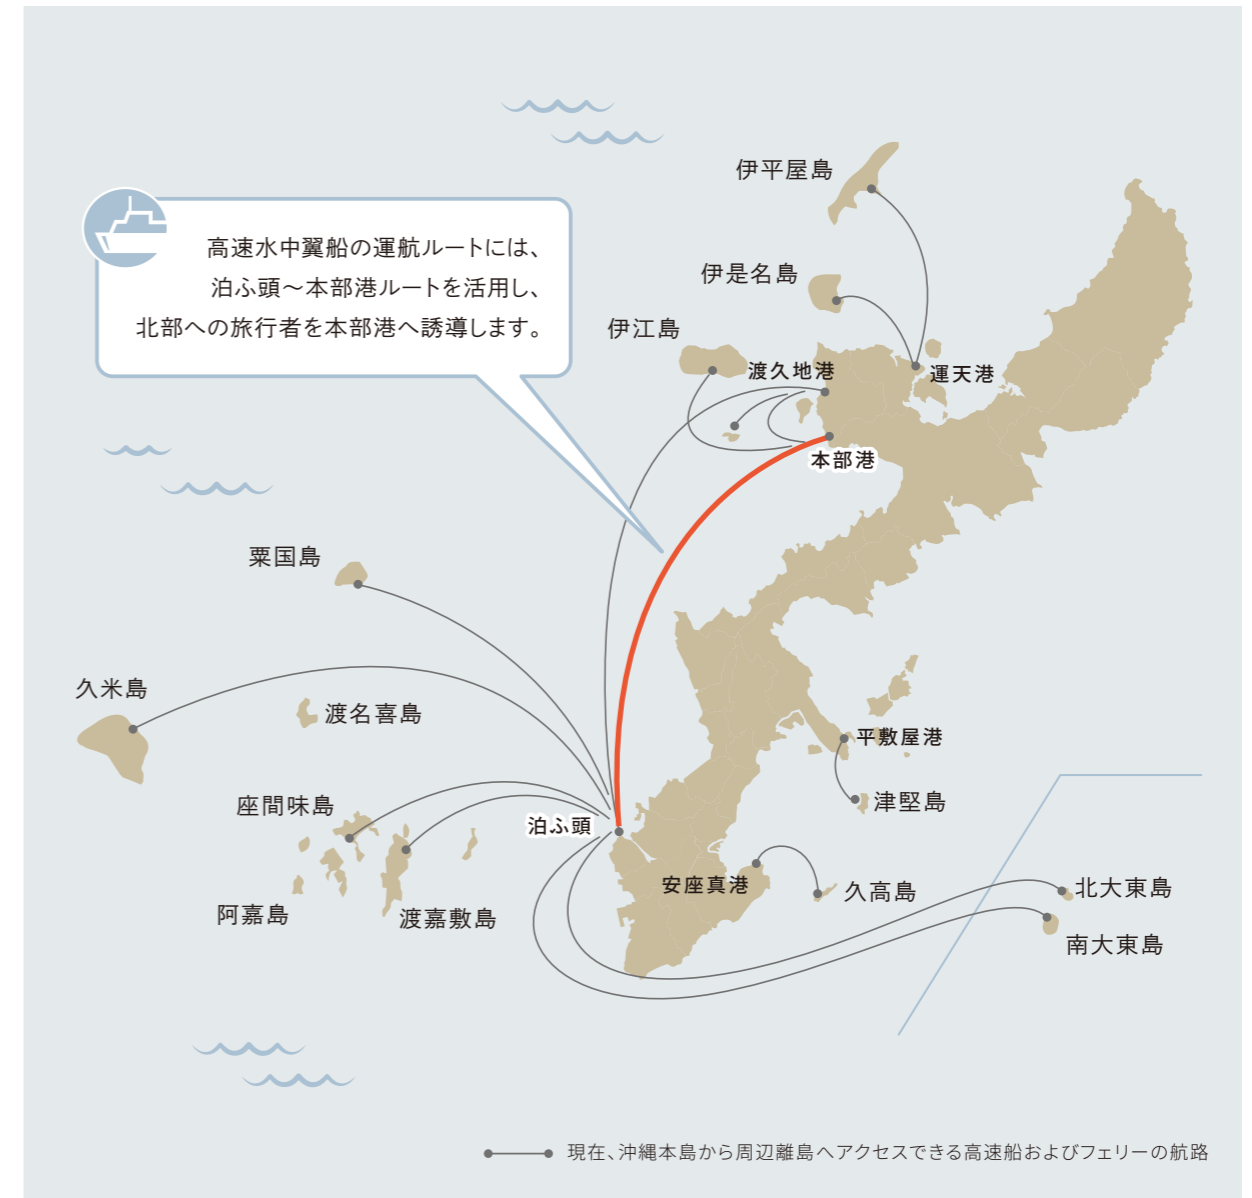 伊平屋島
高速水中翼船の運航ルートには、
泊ふ頭〜本部港ルートを活用し、
北部への旅行者を本部港へ誘導します。
伊是名島
伊江島
渡久地港
運天港
本部港
粟国島
久米島
渡名喜島
平敷屋港
座間味島
津堅島
泊ふ頭
安座真港
久高島
北大東島
阿嘉島
渡嘉敷島
南大東島
現在、沖縄本島から周辺離島へアクセスできる高速船およびフェリーの航路